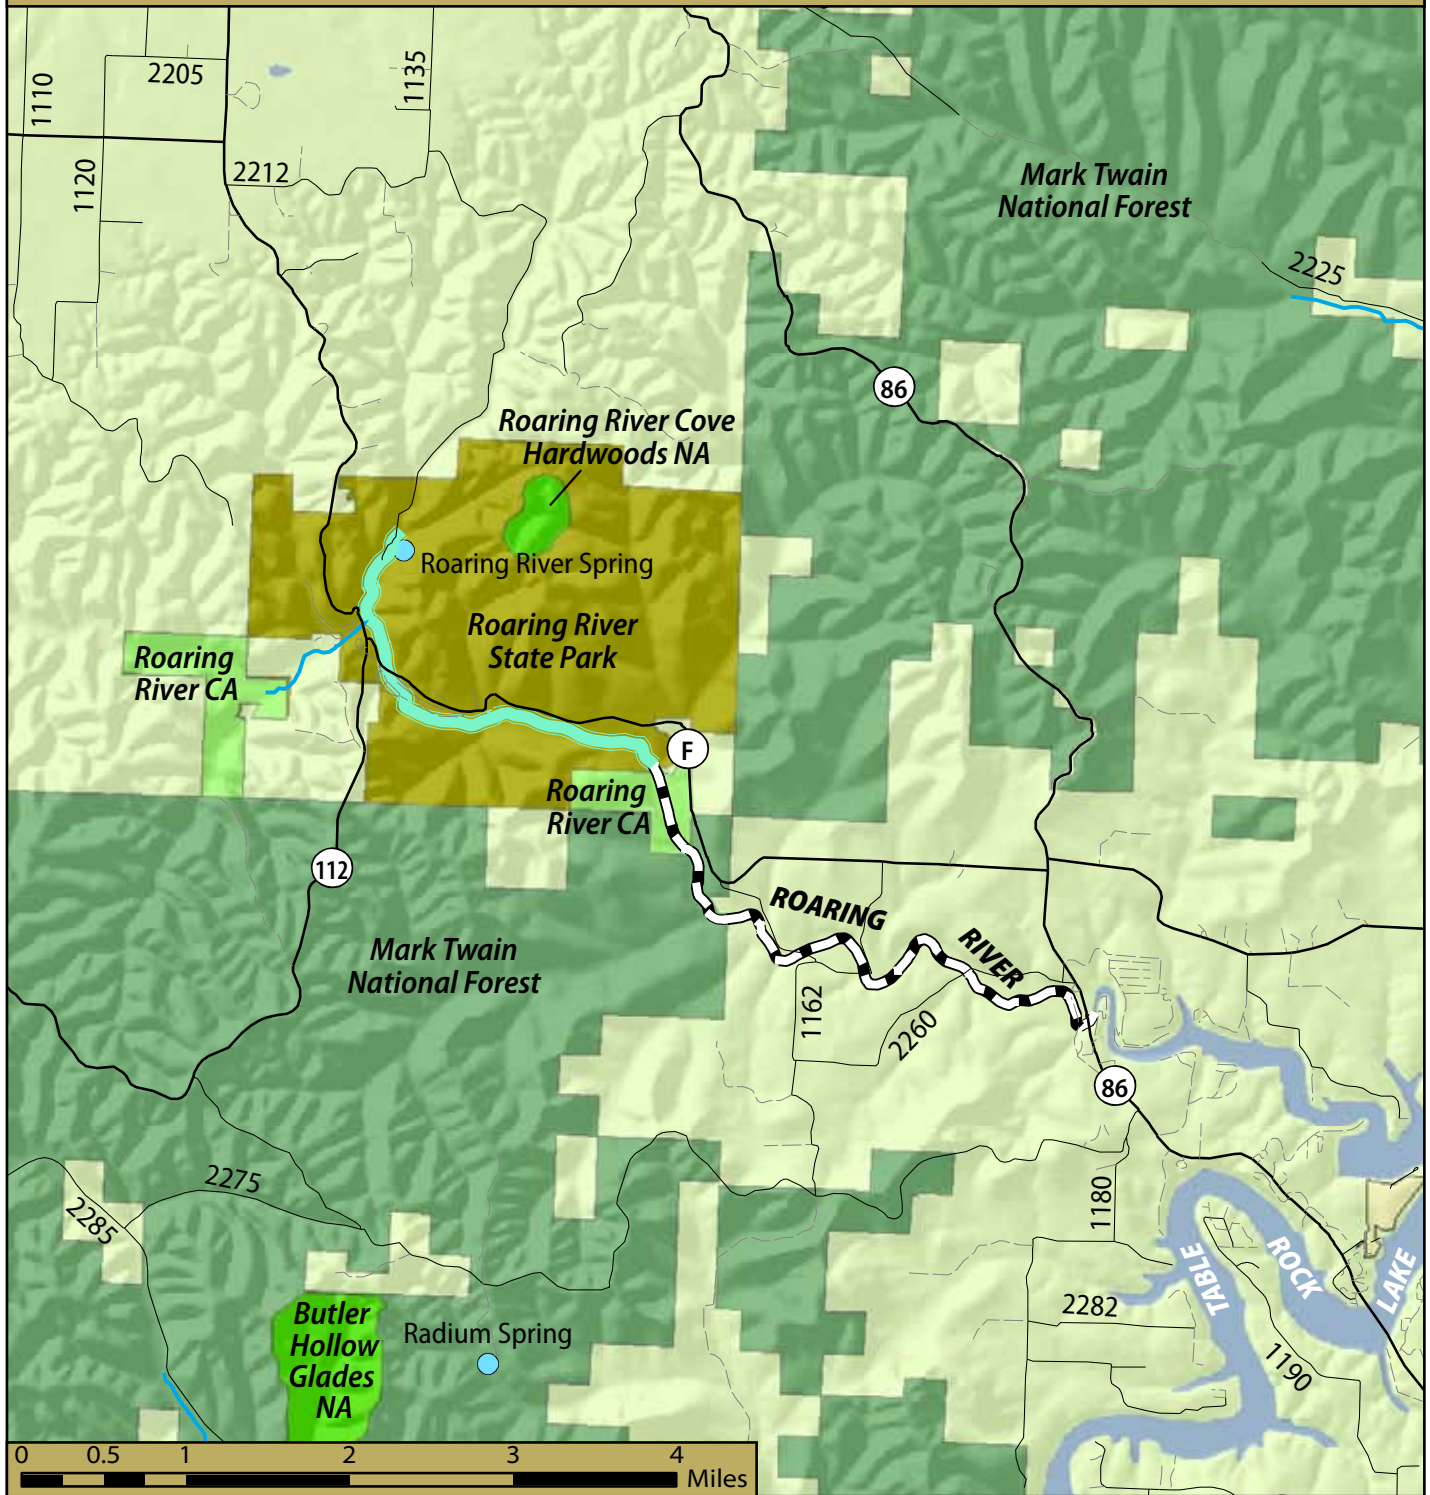 2205
1135
1110
2212
1120
Mark Twain
National Forest
2225
86
Roaring River Cove
Hardwoods NA
Roaring River Spring
Roaring River
State Park
Roaring
River CA
F
Roaring
River CA
112
ROARING
RIVER
Mark Twain
National Forest
1162
2260
86
2275
2285
1180
TABLE
ROCK
LAKE
2282
1190
Butler
Hollow
Glades
NA
Radium Spring
0 0.5 1 2 3 4
Miles